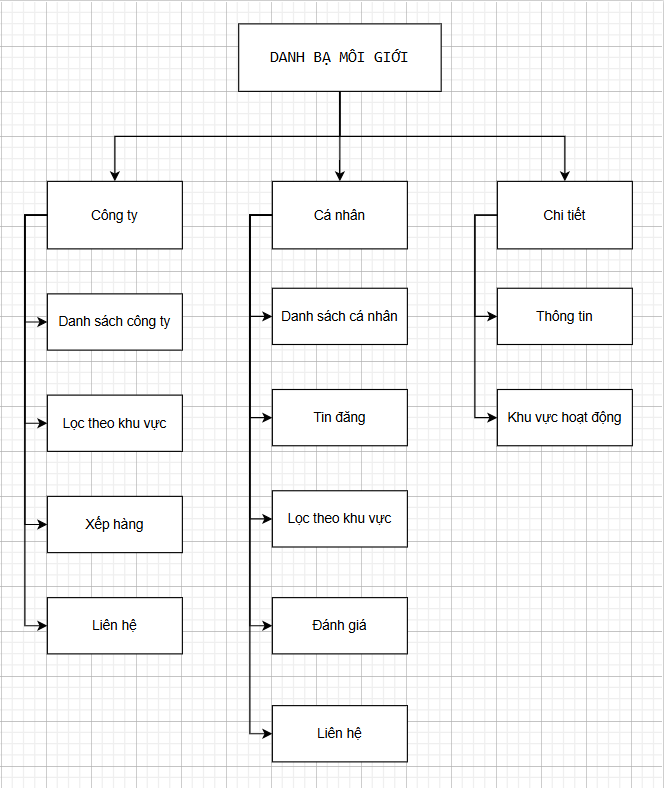 DANH BẠ MÔI GIỚI
Công ty
Danh sách công ty
Lọc theo khu vực
Xếp hàng
Liên hệ
Cá nhân
Danh sách cá nhân
Tin đăng
Lọc theo khu vực
Đánh giá
Liên hệ
Chi tiết
Thông tin
Khu vực hoạt động